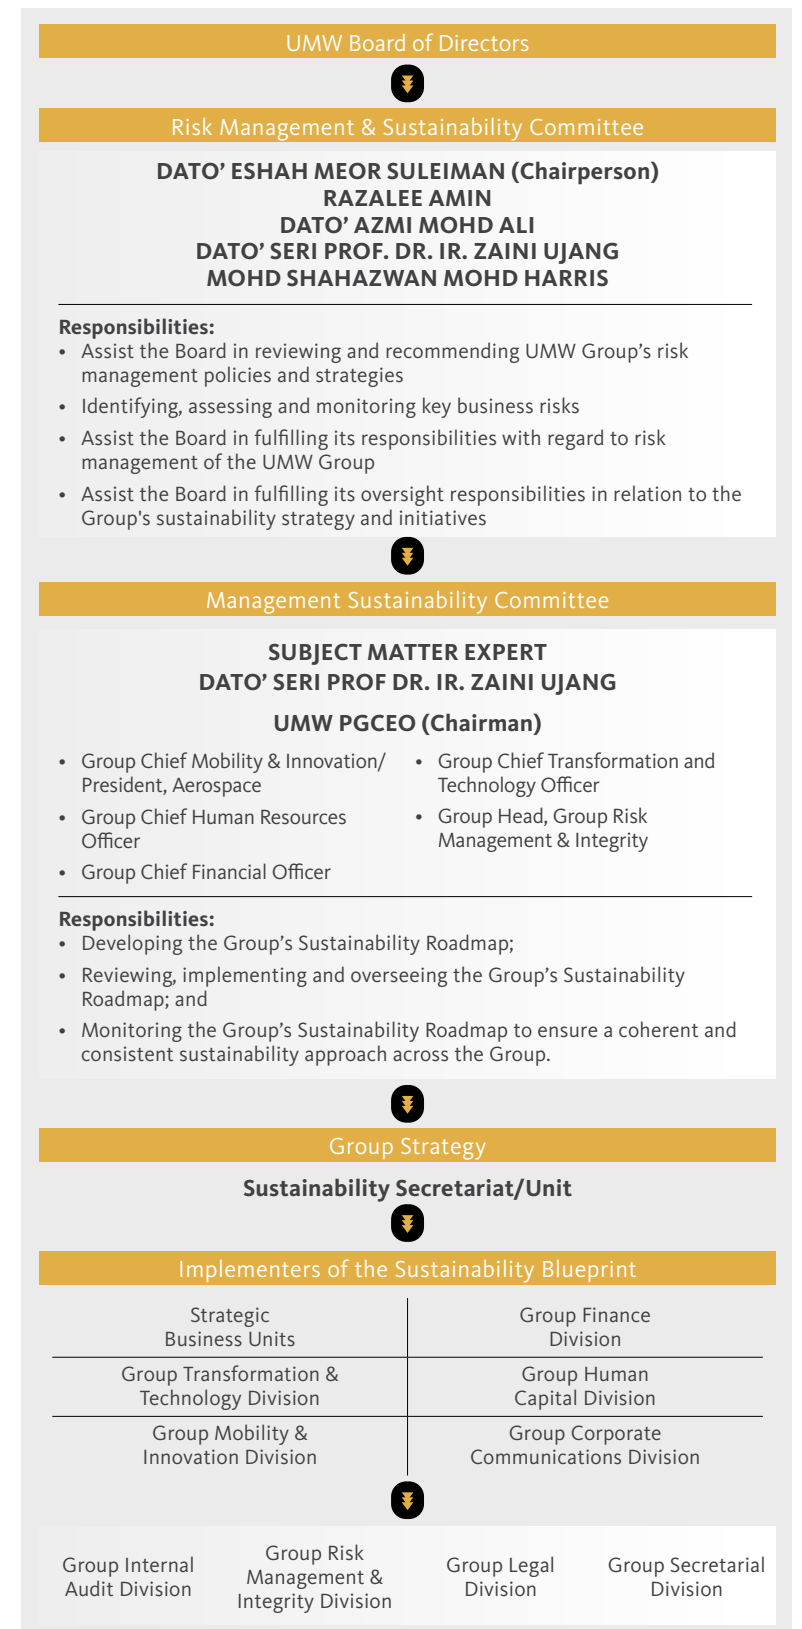 UMW Board of Directors
Risk Management & Sustainability Committee
DATO’ ESHAH MEOR SULEIMAN (Chairperson)
RAZALEE AMIN
DATO’ AZMI MOHD ALI
DATO’ SERI PROF. DR. IR. ZAINI UJANG
MOHD SHAHAZWAN MOHD HARRIS
Responsibilities:
• Assist the Board in reviewing and recommending UMW Group’s risk
management policies and strategies
• Identifying, assessing and monitoring key business risks
• Assist the Board in fulfilling its responsibilities with regard to risk
management of the UMW Group
• Assist the Board in fulfilling its oversight responsibilities in relation to the
Group's sustainability strategy and initiatives
Management Sustainability Committee
SUBJECT MATTER EXPERT
DATO’ SERI PROF DR. IR. ZAINI UJANG
UMW PGCEO (Chairman)
• Group Chief Mobility & Innovation/
President, Aerospace
• Group Chief Human Resources
Officer
• Group Chief Financial Officer
• Group Chief Transformation and
Technology Officer
• Group Head, Group Risk
Management & Integrity
Responsibilities:
• Developing the Group’s Sustainability Roadmap;
• Reviewing, implementing and overseeing the Group’s Sustainability
Roadmap; and
• Monitoring the Group’s Sustainability Roadmap to ensure a coherent and
consistent sustainability approach across the Group.
Group Strategy
Sustainability Secretariat/Unit
Implementers of the Sustainability Blueprint
Strategic
Business Units
Group Finance
Division
Group Transformation &
Technology Division
Group Human
Capital Division
Group Mobility &
Innovation Division
Group Corporate
Communications Division
Group Internal
Audit Division
Group Risk
Management &
Integrity Division
Group Legal
Division
Group Secretarial
Division